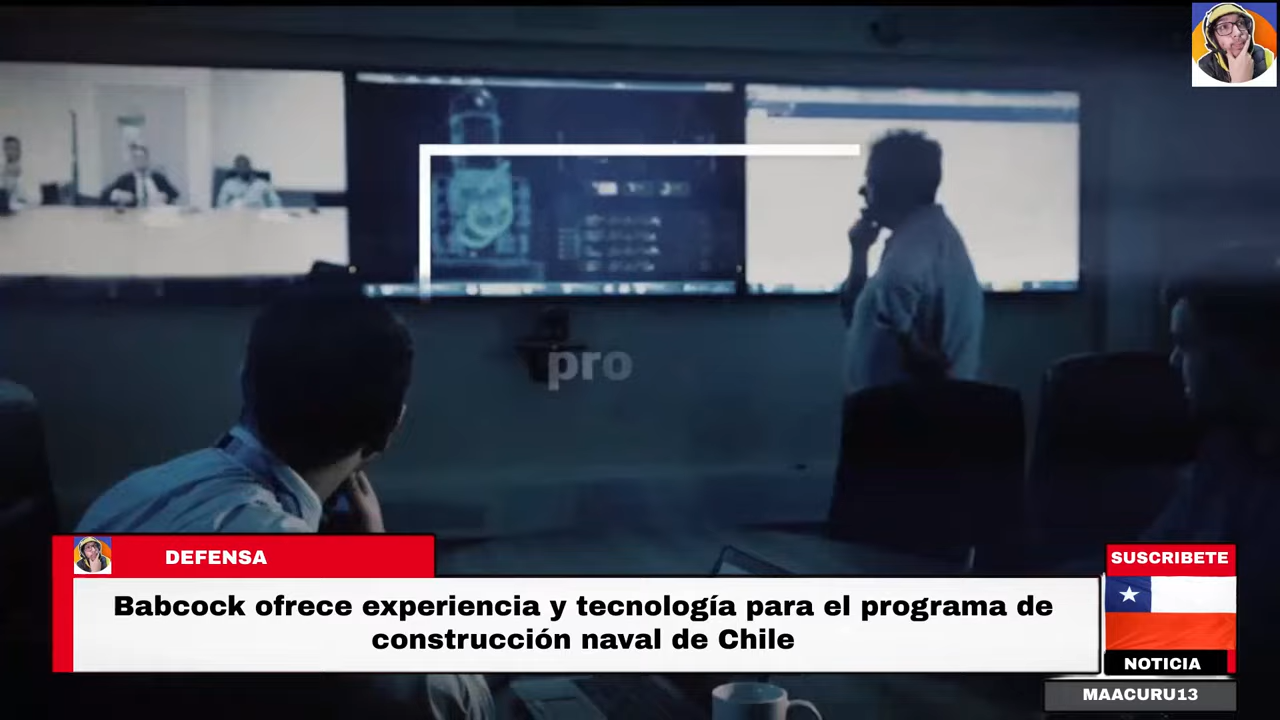 pro
DEFENSA
Babcock ofrece experiencia y tecnología para el programa de
construcción naval de Chile
SUSCRIBETE
NOTICIA
MAACURU13